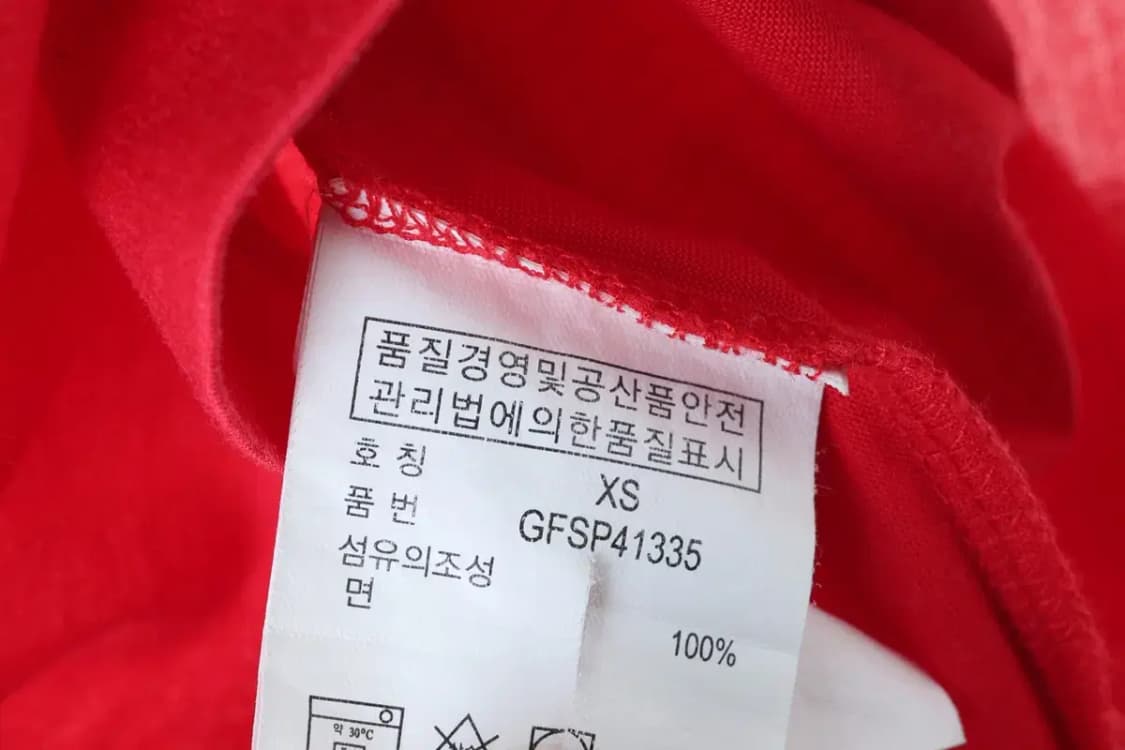 품질경영및공산품안전
관리법에의한품질표시
호 칭 XS
품 번 GFSP41335
섬유의조성
면 100%
약 30℃